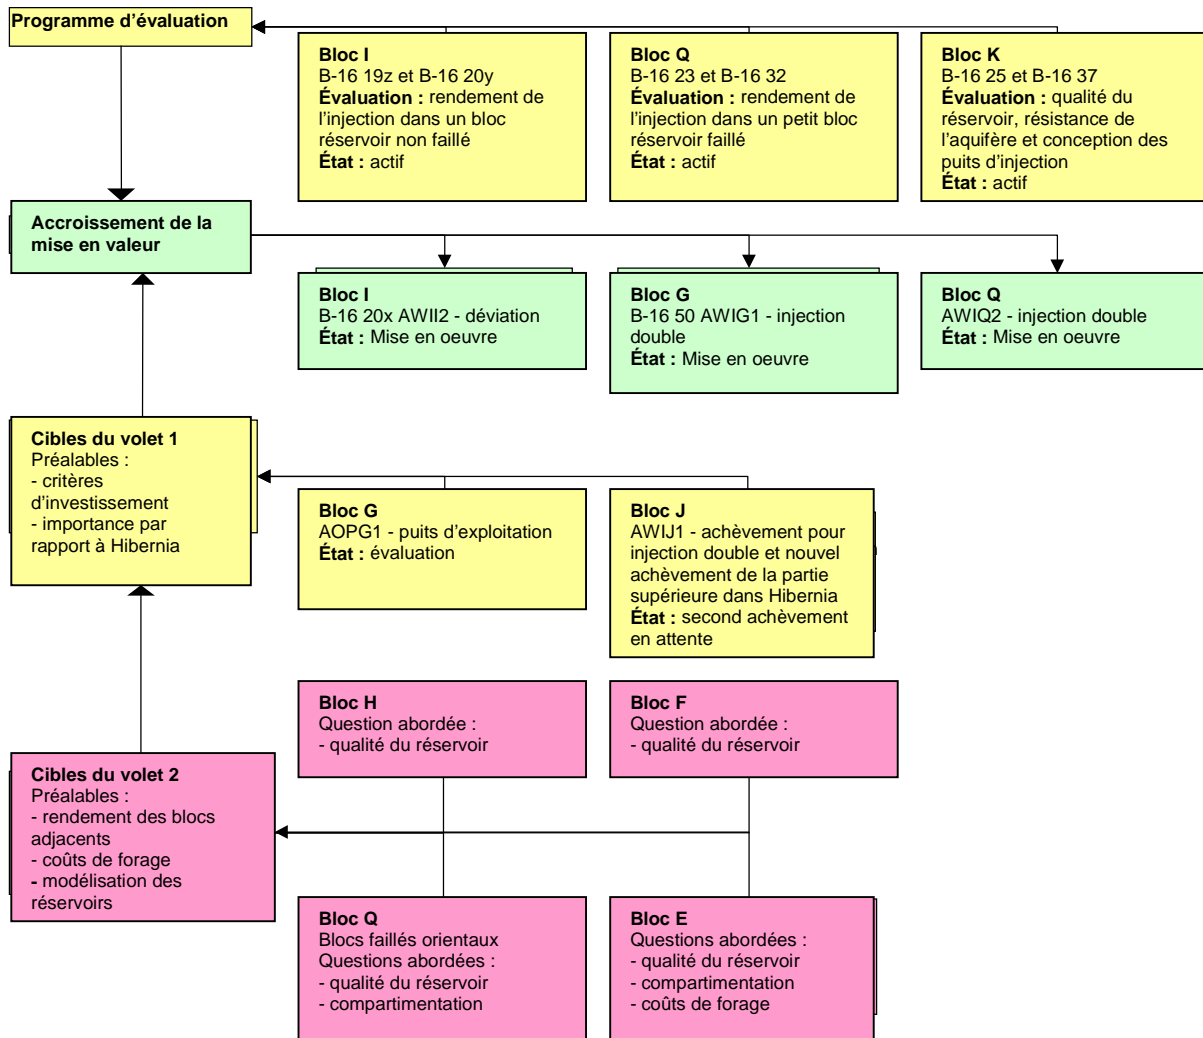 Programme d'évaluation
Bloc I
B-16 19z et B-16 20y
Évaluation : rendement de
l'injection dans un bloc
réservoir non faillé
État : actif
Bloc Q
B-16 23 et B-16 32
Évaluation : rendement de
l'injection dans un petit bloc
réservoir faillé
État : actif
Bloc K
B-16 25 et B-16 37
Évaluation : qualité du
réservoir, résistance de
l'aquifère et conception des
puits d'injection
État : actif
Accroissement de la
mise en valeur
Bloc I
B-16 20x AWII2 - déviation
État : Mise en oeuvre
Bloc G
B-16 50 AWIG1 - injection
double
État : Mise en oeuvre
Bloc Q
AWIQ2 - injection double
État : Mise en oeuvre
Cibles du volet 1
Préalables :
- critères
d'investissement
- importance par
rapport à Hibernia
Bloc G
AOPG1 - puits d'exploitation
État : évaluation
Bloc J
AWIJ1 - achèvement pour
injection double et nouvel
achèvement de la partie
supérieure dans Hibernia
État : second achèvement
en attente
Bloc H
Question abordée :
- qualité du réservoir
Bloc F
Question abordée :
- qualité du réservoir
Cibles du volet 2
Préalables :
- rendement des blocs
adjacents
- coûts de forage
- modélisation des
réservoirs
Bloc Q
Blocs faillés orientaux
Questions abordées :
- qualité du réservoir
- compartimentation
Bloc E
Questions abordées :
- qualité du réservoir
- compartimentation
- coûts de forage